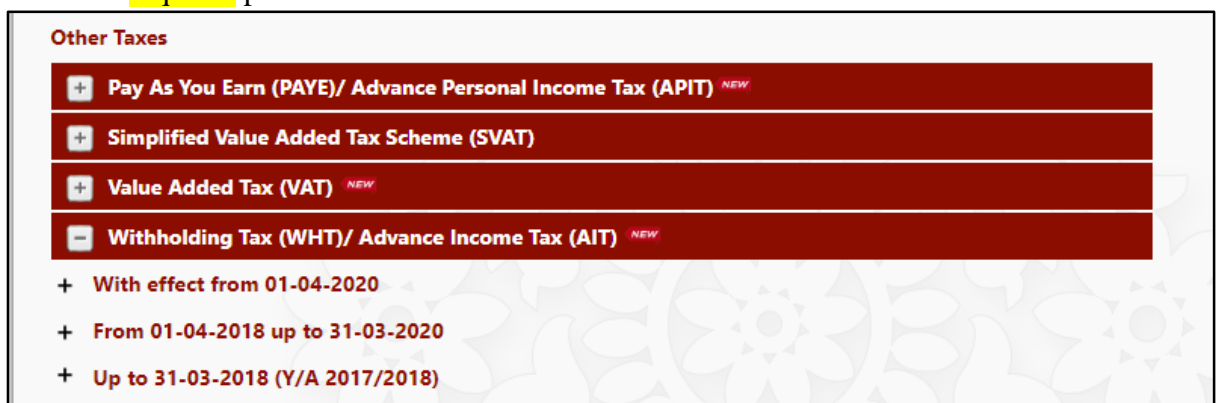 Other Taxes
Pay As You Earn (PAYE)/ Advance Personal Income Tax (APIT) NEW
Simplified Value Added Tax Scheme (SVAT)
Value Added Tax (VAT) NEW
Withholding Tax (WHT)/ Advance Income Tax (AIT) NEW
+ With effect from 01-04-2020
+ From 01-04-2018 up to 31-03-2020
+ Up to 31-03-2018 (Y/A 2017/2018)